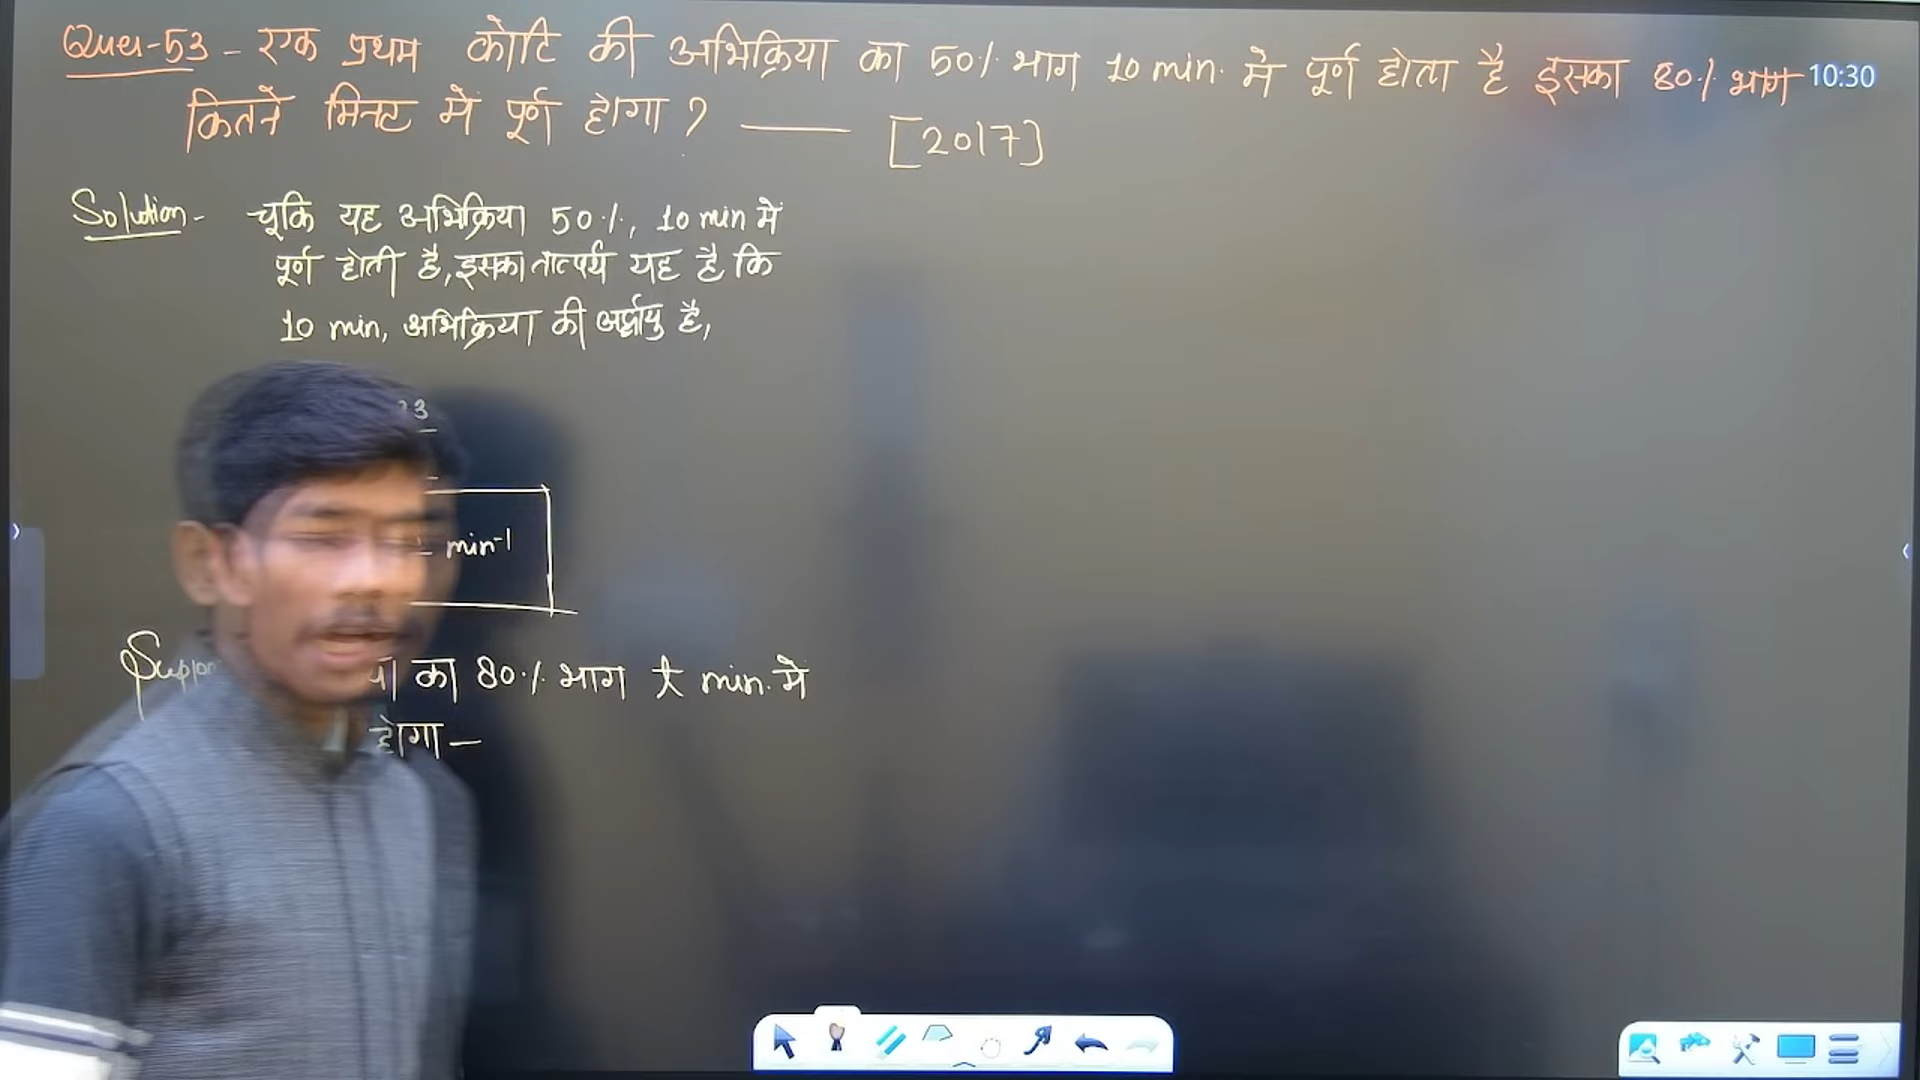 Ques-53 - एक प्रथम कोटि की अभिक्रिया का 50% भाग 10 min. मे पूर्ण होता है इसका 80% भाग
10:30
कितने मिनट मे पूर्ण होगा ? —— [2017]
Solution - चूकि यह अभिक्रिया 50%, 10 min मे
पूर्ण होती है, इसका तात्पर्य यह है कि
10 min, अभिक्रिया की अर्द्धायु है,
3
min⁻¹
का 80% भाग t min. मे
होगा —